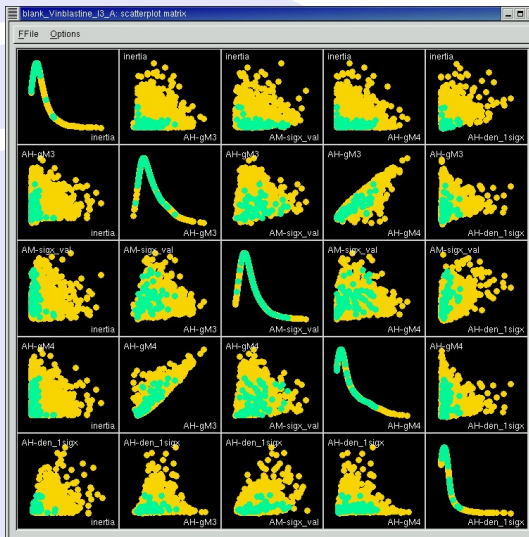 blank_Vinblastine_I3_A: scatterplot matrix
FFile Options
inertia
inertia AH-gM3
inertia AM-sigx_val
inertia AH-gM4
inertia AH-den_1sigx
AH-gM3 inertia
AH-gM3
AM-sigx_val
AH-gM3 AH-gM4
AH-gM3 AH-den_1sigx
AM-sigx_val inertia
AM-sigx_val AH-gM3
AM-sigx_val
AM-sigx_val AH-gM4
AM-sigx_val AH-den_1sigx
AH-gM4 inertia
AH-gM4 AH-gM3
AH-gM4 AM-sigx_val
AH-gM4
AH-gM4 AH-den_1sigx
AH-den_1sigx inertia
AH-den_1sigx AH-gM3
AH-den_1sigx AM-sigx_val
AH-den_1sigx AH-gM4
AH-den_1sigx